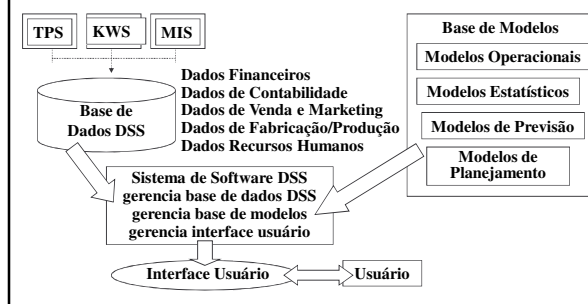 TPS KWS MIS
Base de
Dados DSS
Dados Financeiros
Dados de Contabilidade
Dados de Venda e Marketing
Dados de Fabricação/Produção
Dados Recursos Humanos
Base de Modelos
Modelos Operacionais
Modelos Estatísticos
Modelos de Previsão
Modelos de
Planejamento
Sistema de Software DSS
gerencia base de dados DSS
gerencia base de modelos
gerencia interface usuário
Interface Usuário
Usuário